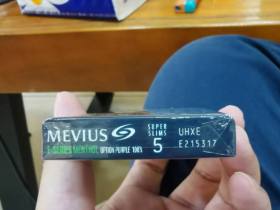 MEVIUS
E-SERIES MENTHOL OPTION PURPLE 100's
SUPER
SLIMS
5
UHXE
E215317